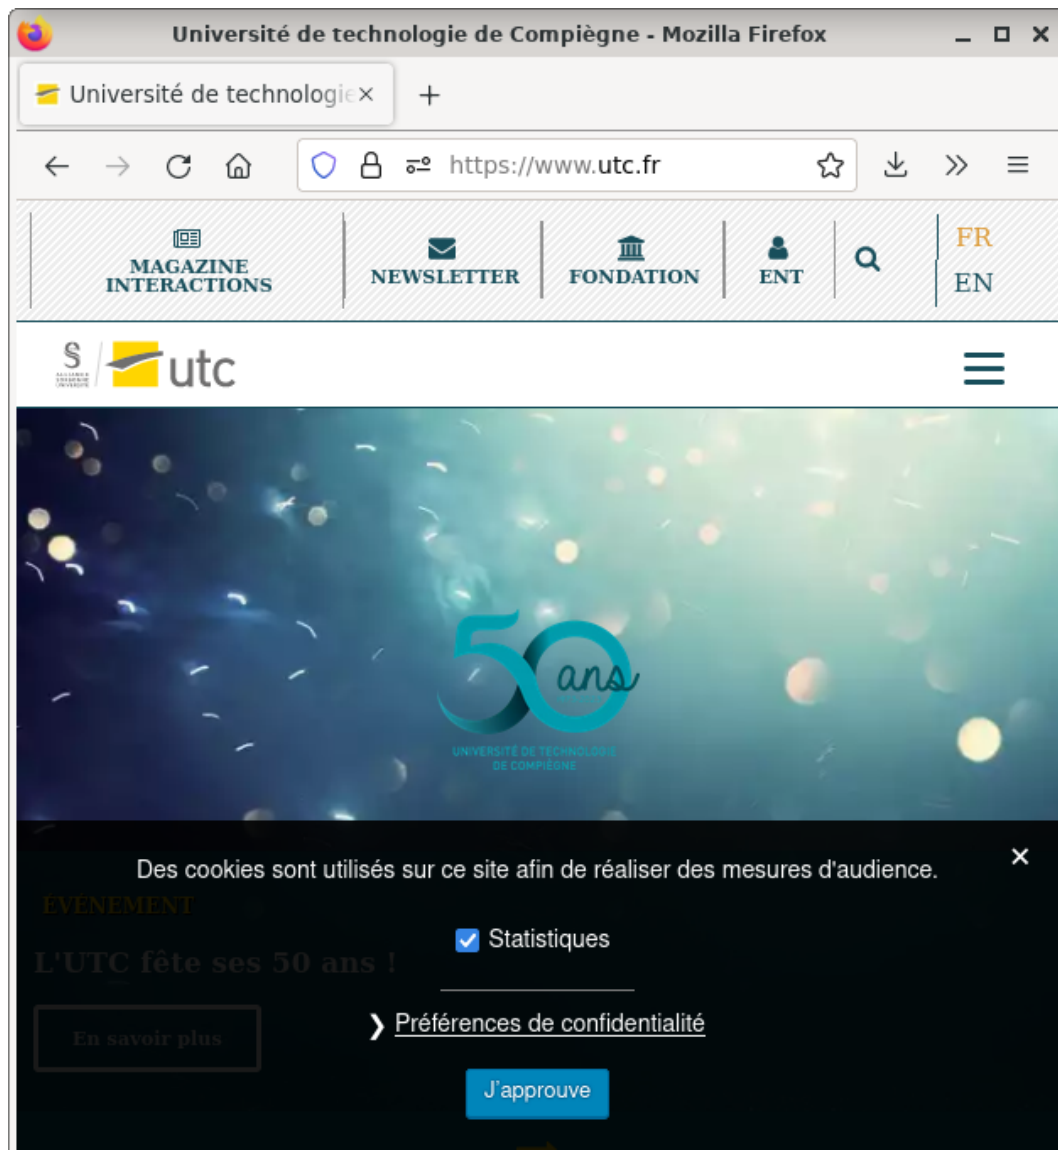 Université de technologie de Compiègne - Mozilla Firefox
Université de technologie
https://www.utc.fr
MAGAZINE
INTERACTIONS
NEWSLETTER
FONDATION
ENT
FR
EN
utc
50 ans
UNIVERSITÉ DE TECHNOLOGIE
DE COMPIÈGNE
Des cookies sont utilisés sur ce site afin de réaliser des mesures d'audience.
ÉVÉNEMENT
Statistiques
L'UTC fête ses 50 ans !
Préférences de confidentialité
En savoir plus
J'approuve